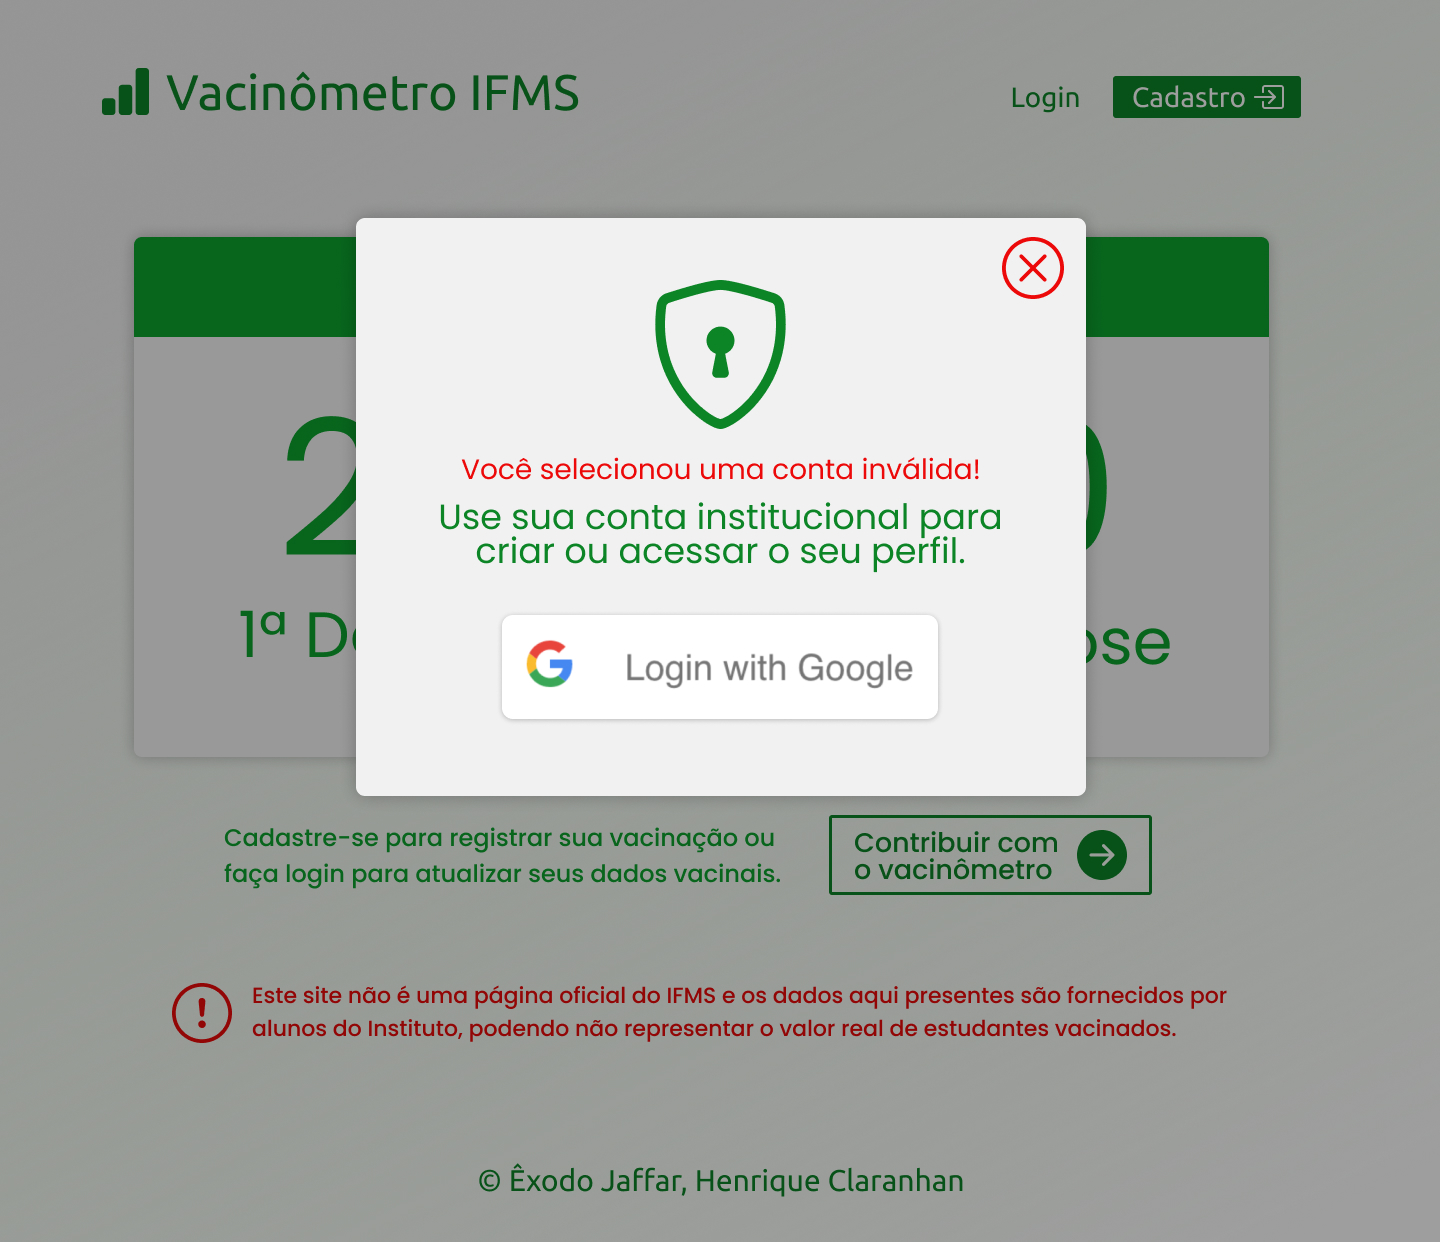 Vacinômetro IFMS
Login
Cadastro
Você selecionou uma conta inválida!
Use sua conta institucional para
criar ou acessar o seu perfil.
Login with Google
1ª
Cadastre-se para registrar sua vacinação ou
faça login para atualizar seus dados vacinais.
Contribuir com
o vacinômetro
Este site não é uma página oficial do IFMS e os dados aqui presentes são fornecidos por
alunos do Instituto, podendo não representar o valor real de estudantes vacinados.
© Êxodo Jaffar, Henrique Claranhan